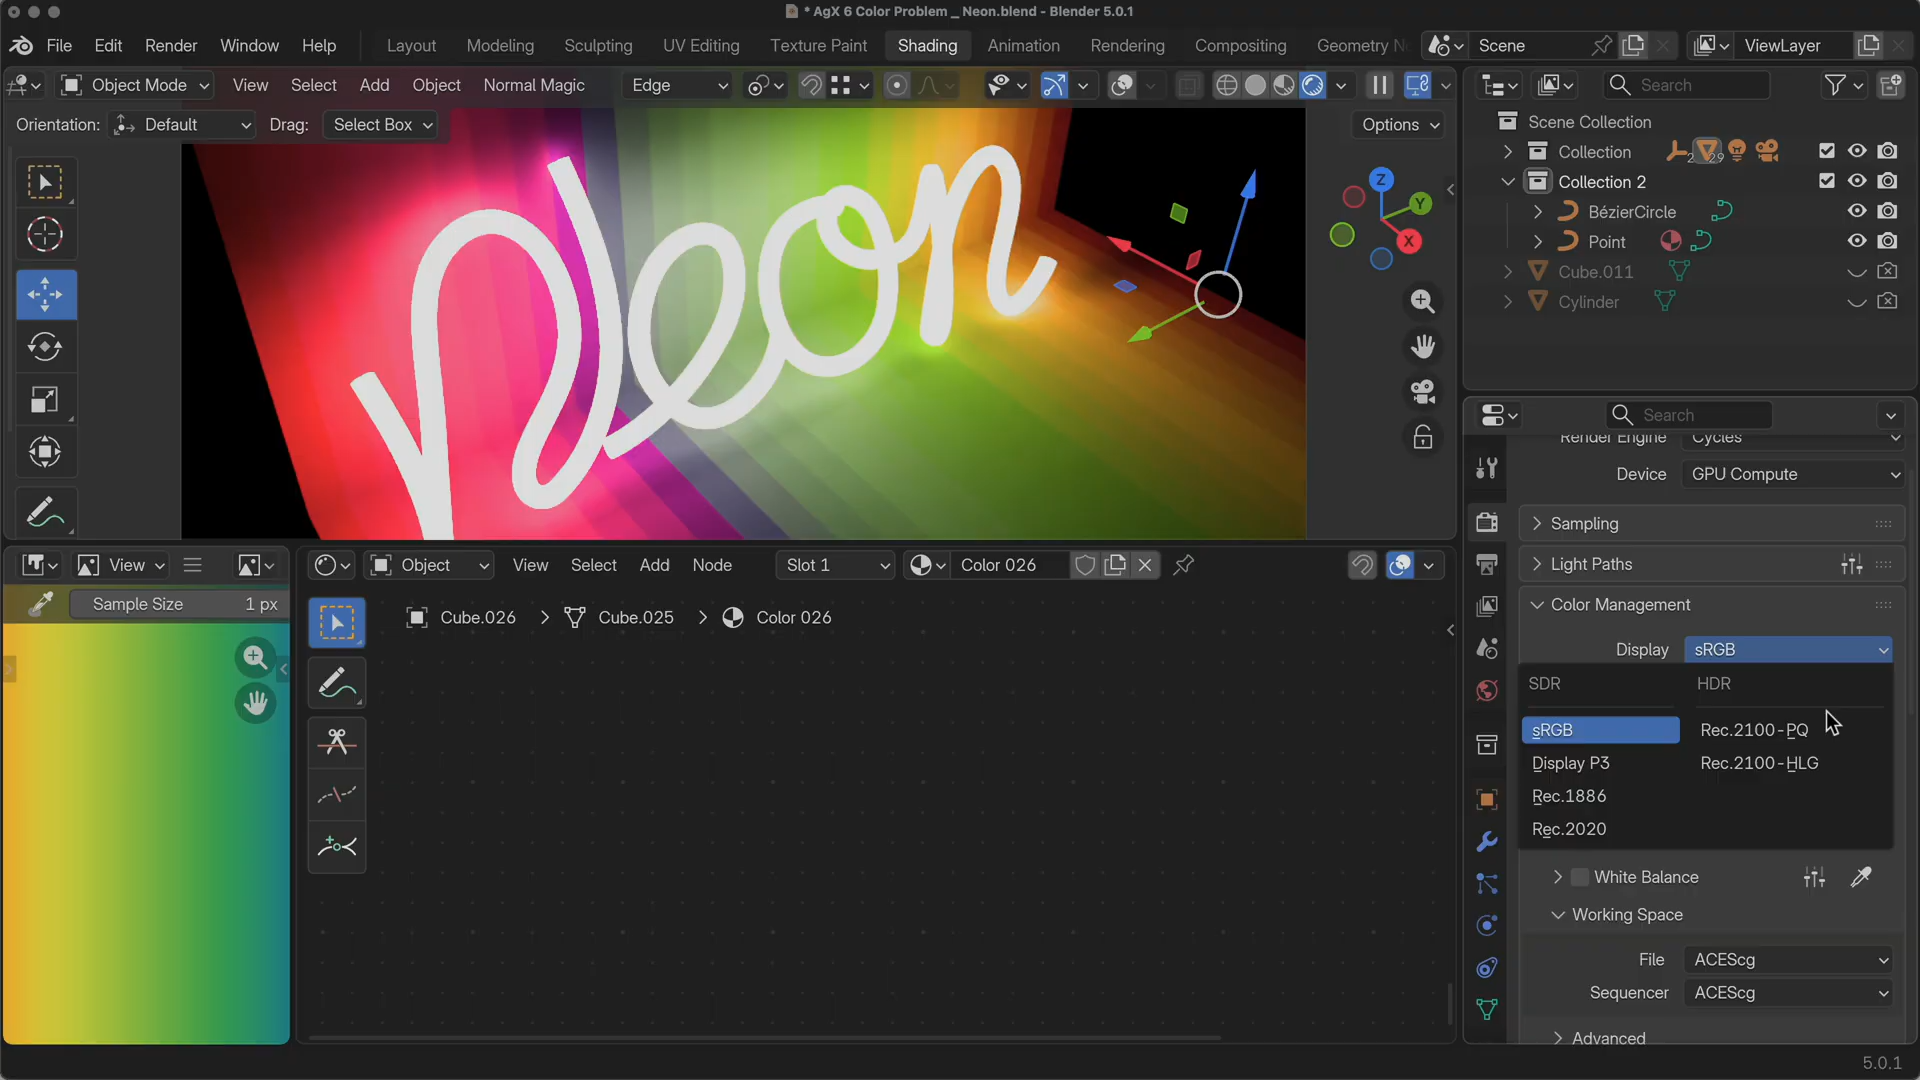 * AgX 6 Color Problem _ Neon.blend - Blender 5.0.1
File Edit Render Window Help
Layout Modeling Sculpting UV Editing Texture Paint Shading Animation Rendering Compositing Geometry N
Scene
ViewLayer
Object Mode View Select Add Object Normal Magic
Edge
Search
Orientation: Default Drag: Select Box
Options
Neon
Z
Y
X
Scene Collection
Collection 2 29
Collection 2
BézierCircle
Point
Cube.011
Cylinder
Search
Render Engine Cycles
Device GPU Compute
Sampling
Light Paths
Color Management
Display sRGB
SDR HDR
sRGB Rec.2100-PQ
Display P3 Rec.2100-HLG
Rec.1886
Rec.2020
White Balance
Working Space
File ACEScg
Sequencer ACEScg
Advanced
View
Sample Size 1 px
Object View Select Add Node Slot 1 Color 026
Cube.026 Cube.025 Color 026
5.0.1